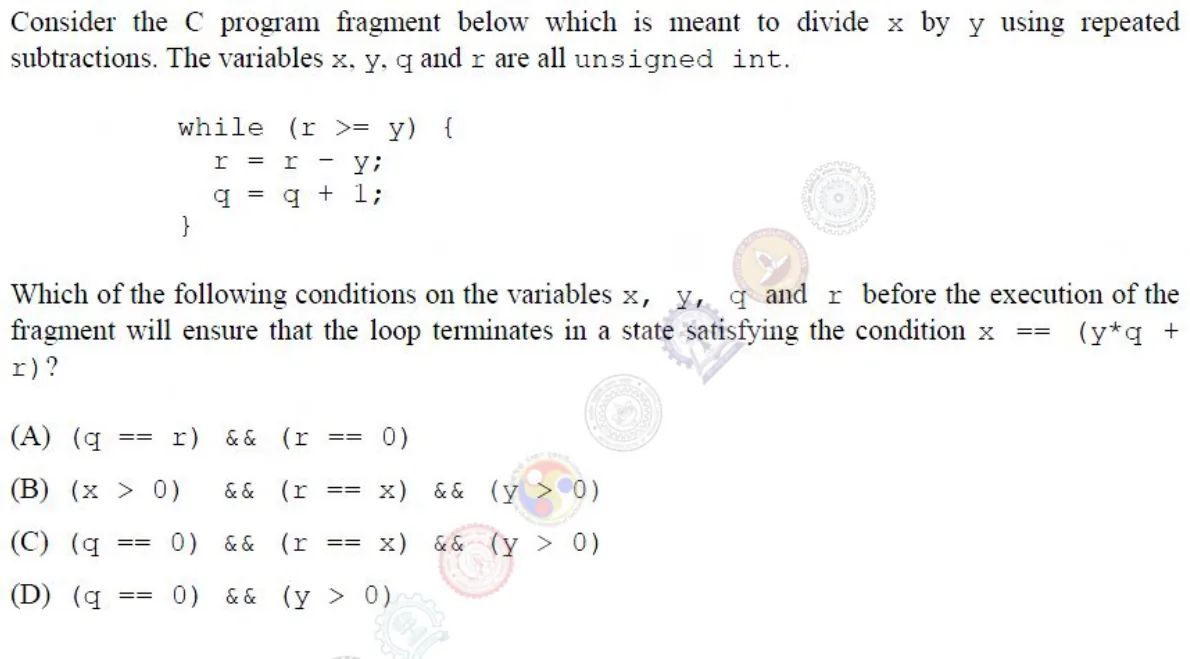 Consider the C program fragment below which is meant to divide x by y using repeated
subtractions. The variables x, y, q and r are all unsigned int.
while (r >= y) {
r = r - y;
q = q + 1;
}
Which of the following conditions on the variables x, y, q and r before the execution of the
fragment will ensure that the loop terminates in a state satisfying the condition x == (y*q +
r)?
(A) (q == r) && (r == 0)
(B) (x > 0) && (r == x) && (y > 0)
(C) (q == 0) && (r == x) && (y > 0)
(D) (q == 0) && (y > 0)